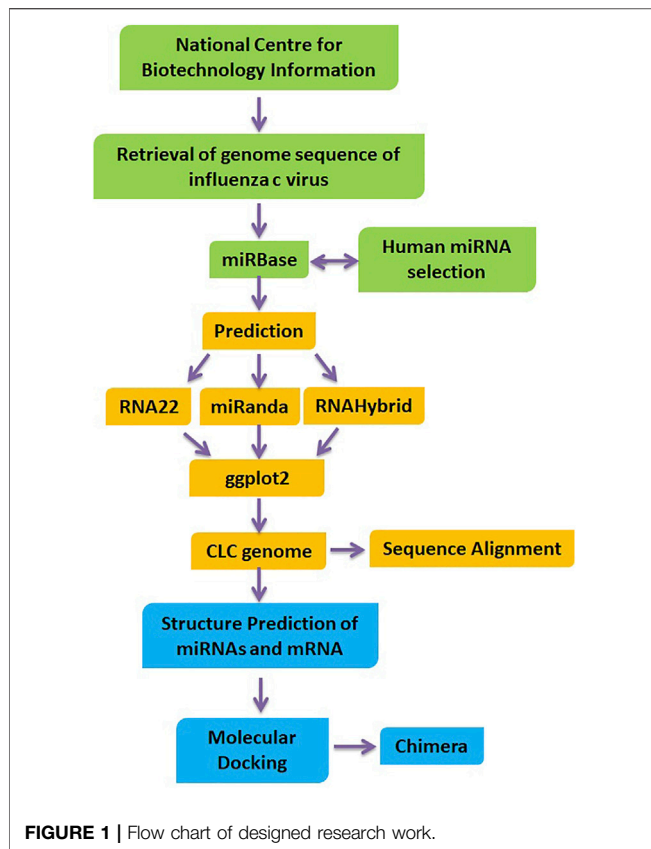 National Centre for
Biotechnology Information
Retrieval of genome sequence of
influenza c virus
miRBase
Human miRNA
selection
Prediction
RNA22
miRanda
RNAHybrid
ggplot2
CLC genome
Sequence Alignment
Structure Prediction of
miRNAs and mRNA
Molecular
Docking
Chimera
FIGURE 1 | Flow chart of designed research work.